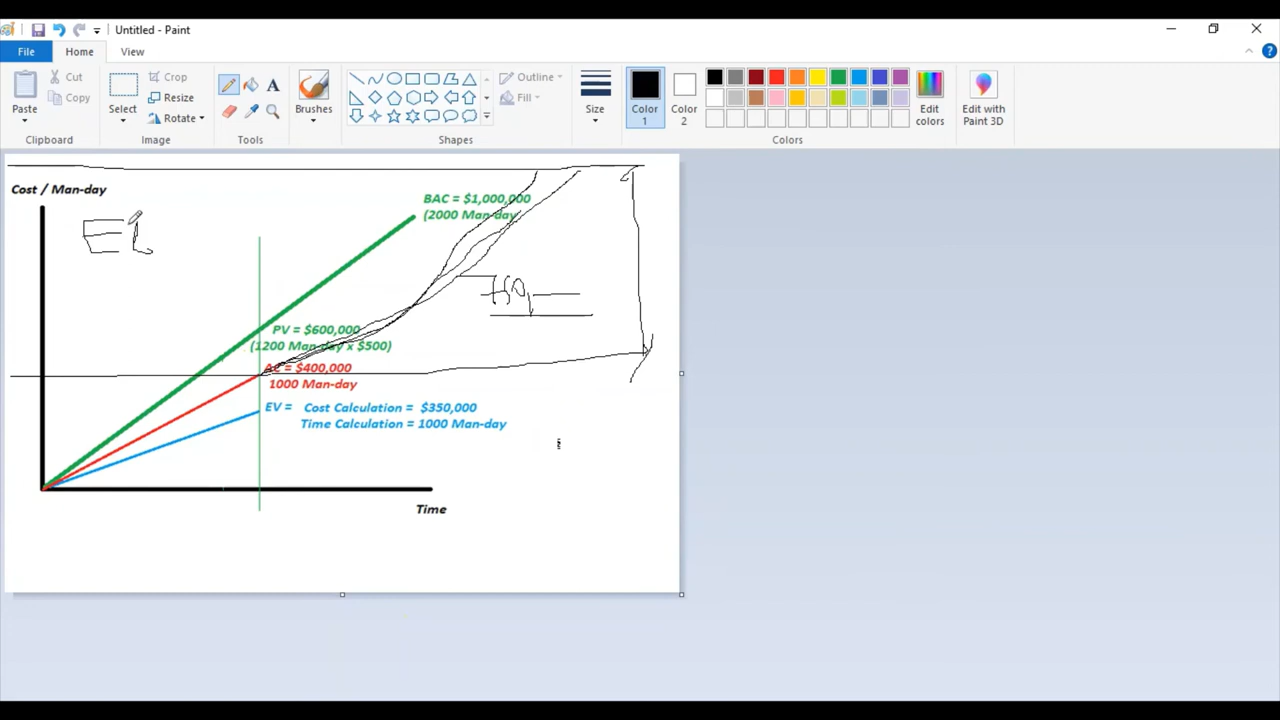 Untitled - Paint
File
Home
View
Paste
Cut
Copy
Clipboard
Select
Crop
Resize
Rotate
Image
Tools
Brushes
Shapes
Outline
Fill
Size
Color
1
Color
2
Edit
colors
Colors
Edit with
Paint 3D
Cost / Man-day
BAC = $1,000,000
(2000 Man-day
PV = $600,000
(1200 Man-day x $500)
AC = $400,000
1000 Man-day
EV = Cost Calculation = $350,000
Time Calculation = 1000 Man-day
Time